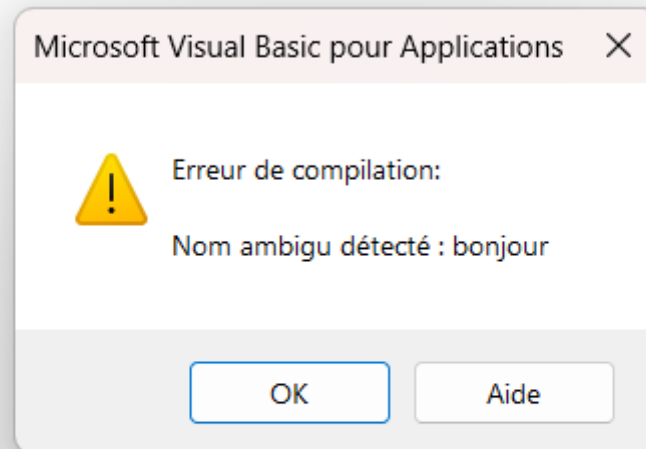 Microsoft Visual Basic pour Applications
Erreur de compilation:
Nom ambigu détecté : bonjour
OK
Aide